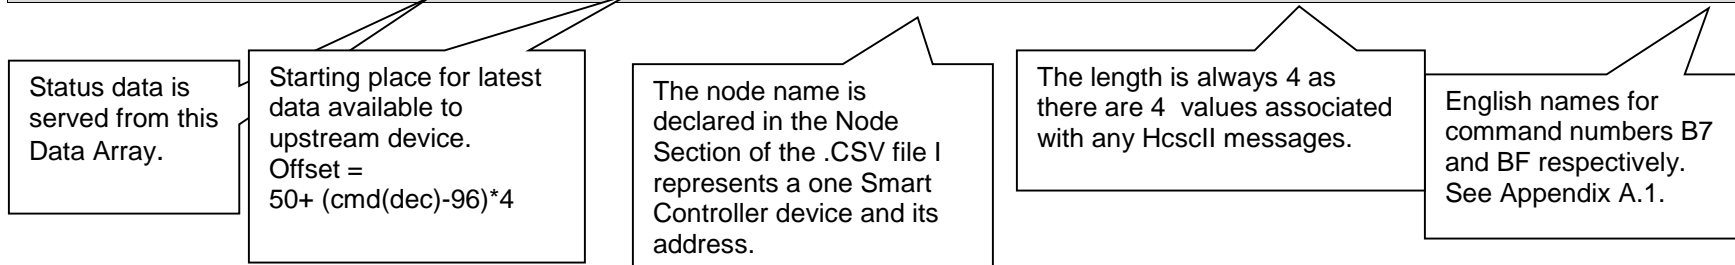 Status data is
served from this
Data Array.
Starting place for latest
data available to
upstream device.
Offset =
50+ (cmd(dec)-96)*4
The node name is
declared in the Node
Section of the .CSV file I
represents a one Smart
Controller device and its
address.
The length is always 4 as
there are 4  values associated
with any HcscII messages.
English names for
command numbers B7
and BF respectively.
See Appendix A.1.